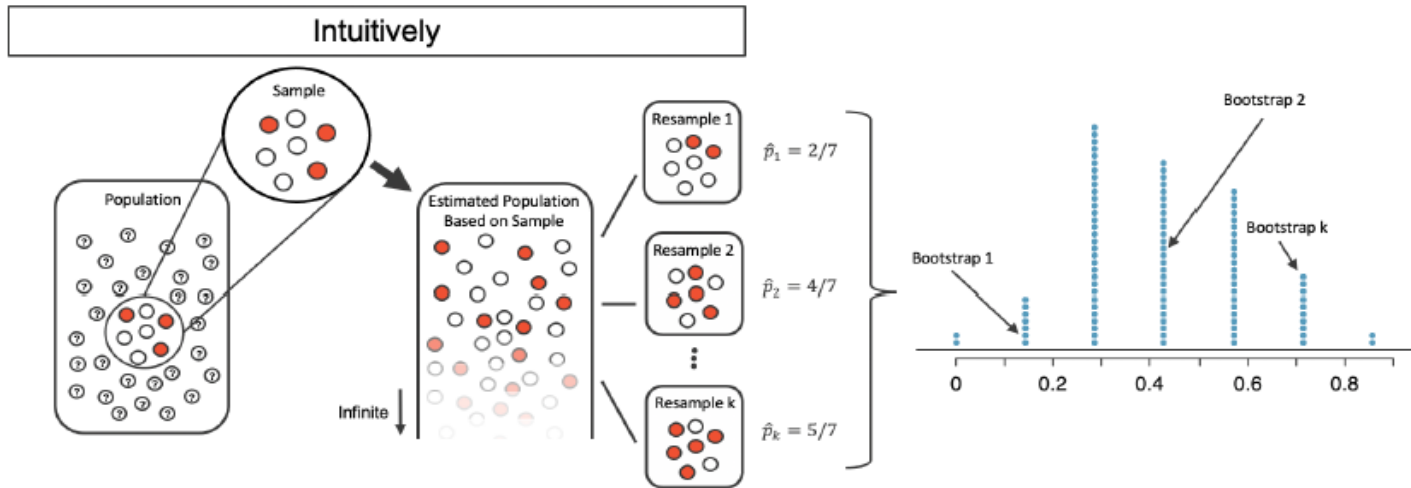 Intuitively
Sample
Population
Estimated Population
Based on Sample
Infinite
Resample 1
p̂₁ = 2/7
Resample 2
p̂₂ = 4/7
Resample k
p̂ₖ = 5/7
Bootstrap 1
Bootstrap 2
Bootstrap k
0 0.2 0.4 0.6 0.8